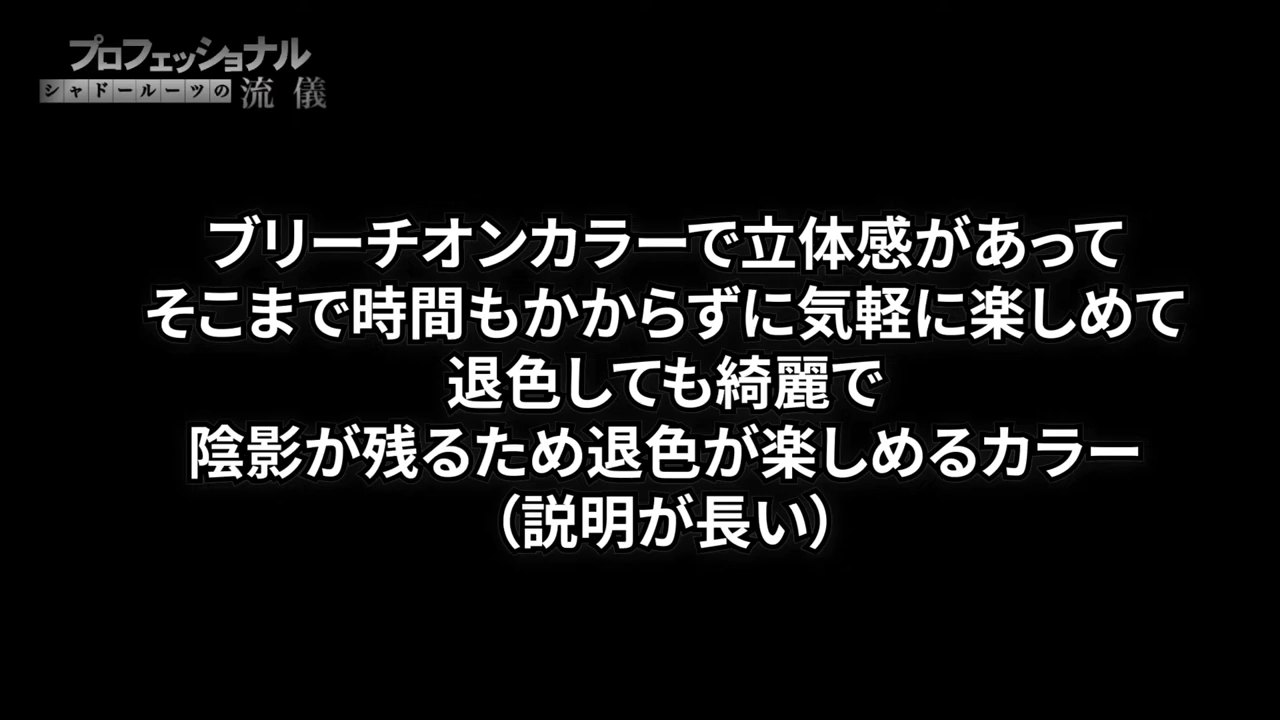 プロフェッショナル
シャドールーツの流儀
ブリーチオンカラーで立体感があって
そこまで時間もかからずに気軽に楽しめて
退色しても綺麗で
陰影が残るため退色が楽しめるカラー
（説明が長い）